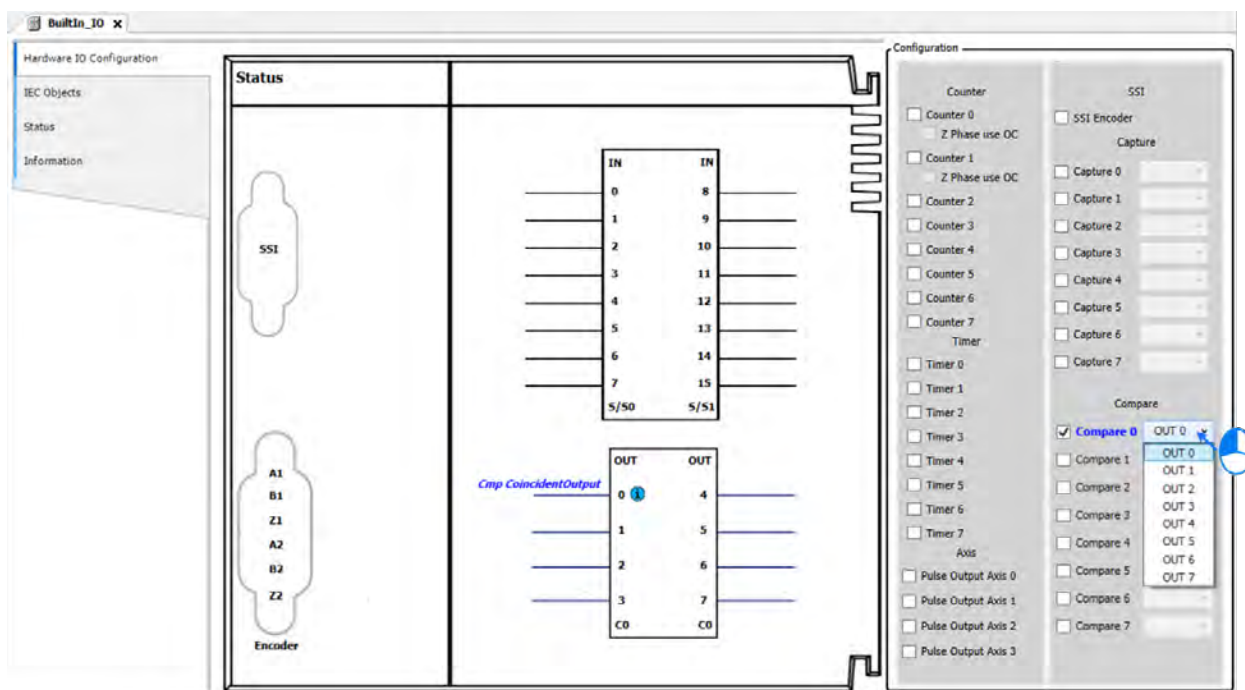 BuiltIn_IO x
Hardware IO Configuration
IEC Objects
Status
Information
Status
SSI
A1
B1
Z1
A2
B2
Z2
Encoder
IN IN
0 8
1 9
2 10
3 11
4 12
5 13
6 14
7 15
S/S0 S/S1
OUT OUT
Cmp CoincidentOutput 0 4
1 5
2 6
3 7
C0 C0
Configuration
Counter
Counter 0
Z Phase use OC
Counter 1
Z Phase use OC
Counter 2
Counter 3
Counter 4
Counter 5
Counter 6
Counter 7
Timer
Timer 0
Timer 1
Timer 2
Timer 3
Timer 4
Timer 5
Timer 6
Timer 7
Axis
Pulse Output Axis 0
Pulse Output Axis 1
Pulse Output Axis 2
Pulse Output Axis 3
SSI
SSI Encoder
Capture
Capture 0
Capture 1
Capture 2
Capture 3
Capture 4
Capture 5
Capture 6
Capture 7
Compare
Compare 0 OUT 0
Compare 1
Compare 2
Compare 3
Compare 4
Compare 5
Compare 6
Compare 7
OUT 0
OUT 1
OUT 2
OUT 3
OUT 4
OUT 5
OUT 6
OUT 7